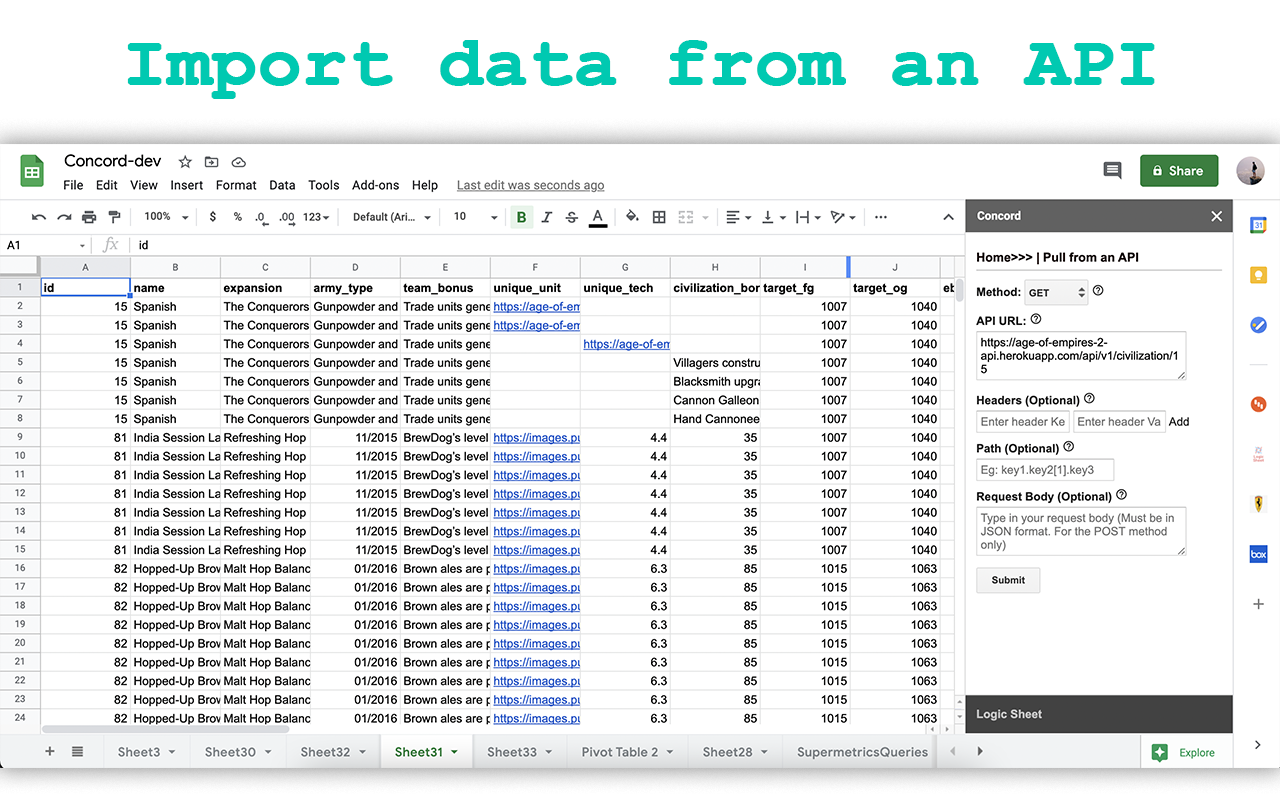 Import data from an API
Concord-dev
File Edit View Insert Format Data Tools Add-ons Help Last edit was seconds ago
Share
100% $ % .0 .00 123 Default (Ari... 10 B I S A
A1 fx id
A B C D E F G H I J
1 id name expansion army_type team_bonus unique_unit unique_tech civilization_bor target_fg target_og eb
2 15 Spanish The Conquerors Gunpowder and Trade units gene https://age-of-em 1007 1040
3 15 Spanish The Conquerors Gunpowder and Trade units gene https://age-of-em 1007 1040
4 15 Spanish The Conquerors Gunpowder and Trade units gene https://age-of-em 1007 1040
5 15 Spanish The Conquerors Gunpowder and Trade units gene Villagers constru 1007 1040
6 15 Spanish The Conquerors Gunpowder and Trade units gene Blacksmith upgra 1007 1040
7 15 Spanish The Conquerors Gunpowder and Trade units gene Cannon Galleon 1007 1040
8 15 Spanish The Conquerors Gunpowder and Trade units gene Hand Cannonee 1007 1040
9 81 India Session La Refreshing Hop 11/2015 BrewDog's level https://images.pu 4.4 35 1007 1040
10 81 India Session La Refreshing Hop 11/2015 BrewDog's level https://images.pu 4.4 35 1007 1040
11 81 India Session La Refreshing Hop 11/2015 BrewDog's level https://images.pu 4.4 35 1007 1040
12 81 India Session La Refreshing Hop 11/2015 BrewDog's level https://images.pu 4.4 35 1007 1040
13 81 India Session La Refreshing Hop 11/2015 BrewDog's level https://images.pu 4.4 35 1007 1040
14 81 India Session La Refreshing Hop 11/2015 BrewDog's level https://images.pu 4.4 35 1007 1040
15 81 India Session La Refreshing Hop 11/2015 BrewDog's level https://images.pu 4.4 35 1007 1040
16 82 Hopped-Up Brov Malt Hop Balanc 01/2016 Brown ales are p https://images.pu 6.3 85 1015 1063
17 82 Hopped-Up Brov Malt Hop Balanc 01/2016 Brown ales are p https://images.pu 6.3 85 1015 1063
18 82 Hopped-Up Brov Malt Hop Balanc 01/2016 Brown ales are p https://images.pu 6.3 85 1015 1063
19 82 Hopped-Up Brov Malt Hop Balanc 01/2016 Brown ales are p https://images.pu 6.3 85 1015 1063
20 82 Hopped-Up Brov Malt Hop Balanc 01/2016 Brown ales are p https://images.pu 6.3 85 1015 1063
21 82 Hopped-Up Brov Malt Hop Balanc 01/2016 Brown ales are p https://images.pu 6.3 85 1015 1063
22 82 Hopped-Up Brov Malt Hop Balanc 01/2016 Brown ales are p https://images.pu 6.3 85 1015 1063
23 82 Hopped-Up Brov Malt Hop Balanc 01/2016 Brown ales are p https://images.pu 6.3 85 1015 1063
24 82 Hopped-Up Brov Malt Hop Balanc 01/2016 Brown ales are p https://images.pu 6.3 85 1015 1063
Sheet3 Sheet30 Sheet32 Sheet31 Sheet33 Pivot Table 2 Sheet28 SupermetricsQueries
Explore
Concord
Home>>> | Pull from an API
Method: GET
API URL:
https://age-of-empires-2-
api.herokuapp.com/api/v1/civilization/1
5
Headers (Optional)
Enter header Ke Enter header Va Add
Path (Optional)
Eg: key1.key2[1].key3
Request Body (Optional)
Type in your request body (Must be in
JSON format. For the POST method
only)
Submit
Logic Sheet
31
box